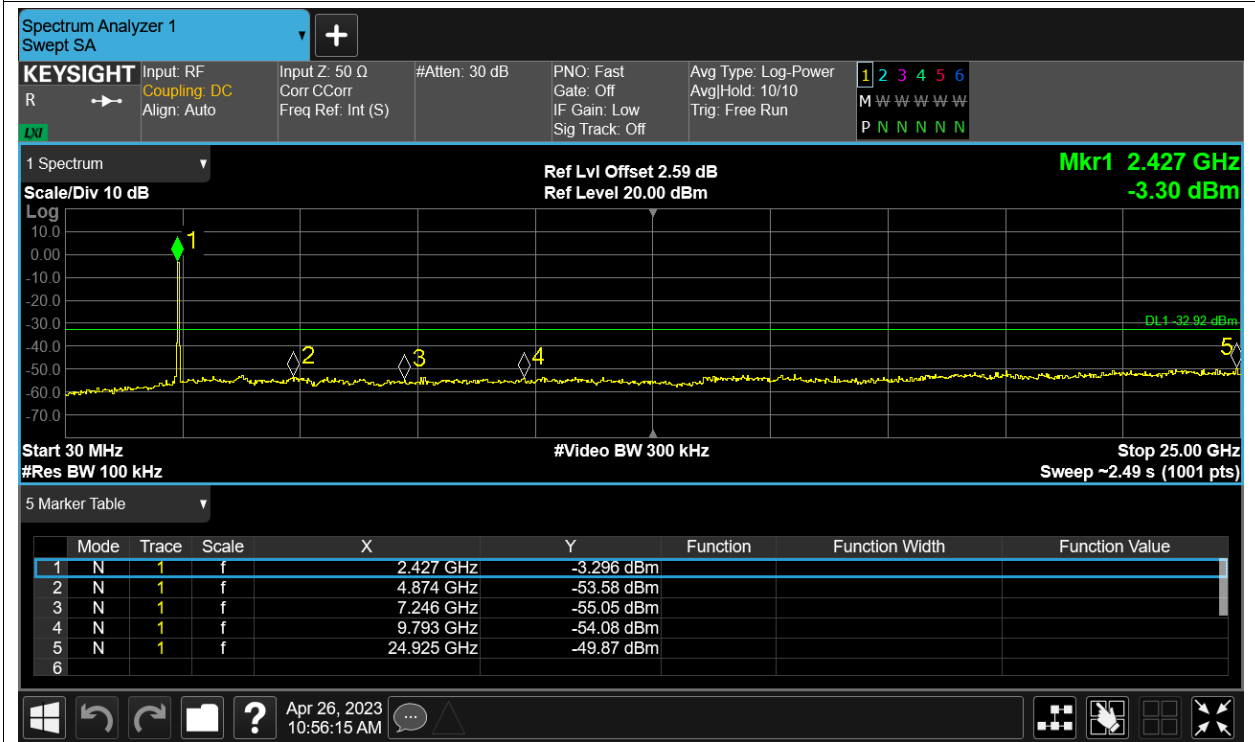 Spectrum Analyzer 1
Swept SA
+
KEYSIGHT Input: RF Input Z: 50 Ω #Atten: 30 dB PNO: Fast Avg Type: Log-Power 1 2 3 4 5 6
R Coupling: DC Corr CCorr Gate: Off Avg|Hold: 10/10 M W W W W W
Align: Auto Freq Ref: Int (S) IF Gain: Low Trig: Free Run
LXI Sig Track: Off P N N N N N
1 Spectrum Ref Lvl Offset 2.59 dB Mkr1 2.427 GHz
Scale/Div 10 dB Ref Level 20.00 dBm -3.30 dBm
Log
10.0
1
0.00
-10.0
-20.0
-30.0 DL1 -32.92 dBm
-40.0
2 3 4 5
-50.0
-60.0
-70.0
Start 30 MHz #Video BW 300 kHz Stop 25.00 GHz
#Res BW 100 kHz Sweep ~2.49 s (1001 pts)
5 Marker Table
Mode Trace Scale X Y Function Function Width Function Value
1 N 1 f 2.427 GHz -3.296 dBm
2 N 1 f 4.874 GHz -53.58 dBm
3 N 1 f 7.246 GHz -55.05 dBm
4 N 1 f 9.793 GHz -54.08 dBm
5 N 1 f 24.925 GHz -49.87 dBm
6
? Apr 26, 2023
10:56:15 AM